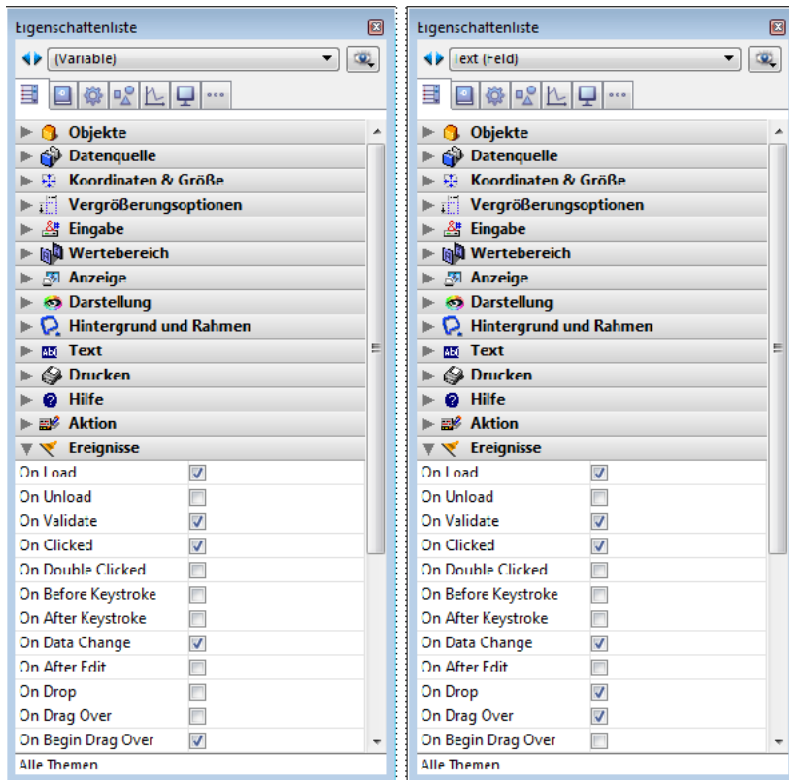 Eigenschaftenliste
(Variable)
Objekte
Datenquelle
Koordinaten & Größe
Vergrößerungsoptionen
Eingabe
Wertebereich
Anzeige
Darstellung
Hintergrund und Rahmen
Text
Drucken
Hilfe
Aktion
Ereignisse
On Load
On Unload
On Validate
On Clicked
On Double Clicked
On Before Keystroke
On After Keystroke
On Data Change
On After Edit
On Drop
On Drag Over
On Begin Drag Over
Alle Themen
Eigenschaftenliste
Text (Feld)
Objekte
Datenquelle
Koordinaten & Größe
Vergrößerungsoptionen
Eingabe
Wertebereich
Anzeige
Darstellung
Hintergrund und Rahmen
Text
Drucken
Hilfe
Aktion
Ereignisse
On Load
On Unload
On Validate
On Clicked
On Double Clicked
On Before Keystroke
On After Keystroke
On Data Change
On After Edit
On Drop
On Drag Over
On Begin Drag Over
Alle Themen